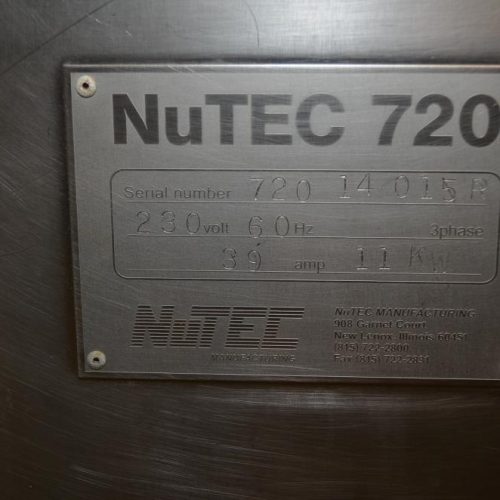 NuTEC 720
Serial number 720 14 015 R
230 volt 60 Hz 3phase
39 amp 11 KW
NuTEC
MANUFACTURING
NuTEC MANUFACTURING
908 Garnet Court
New Lenox, Illinois 60451
(815) 722-2800
Fax (815) 722-2831